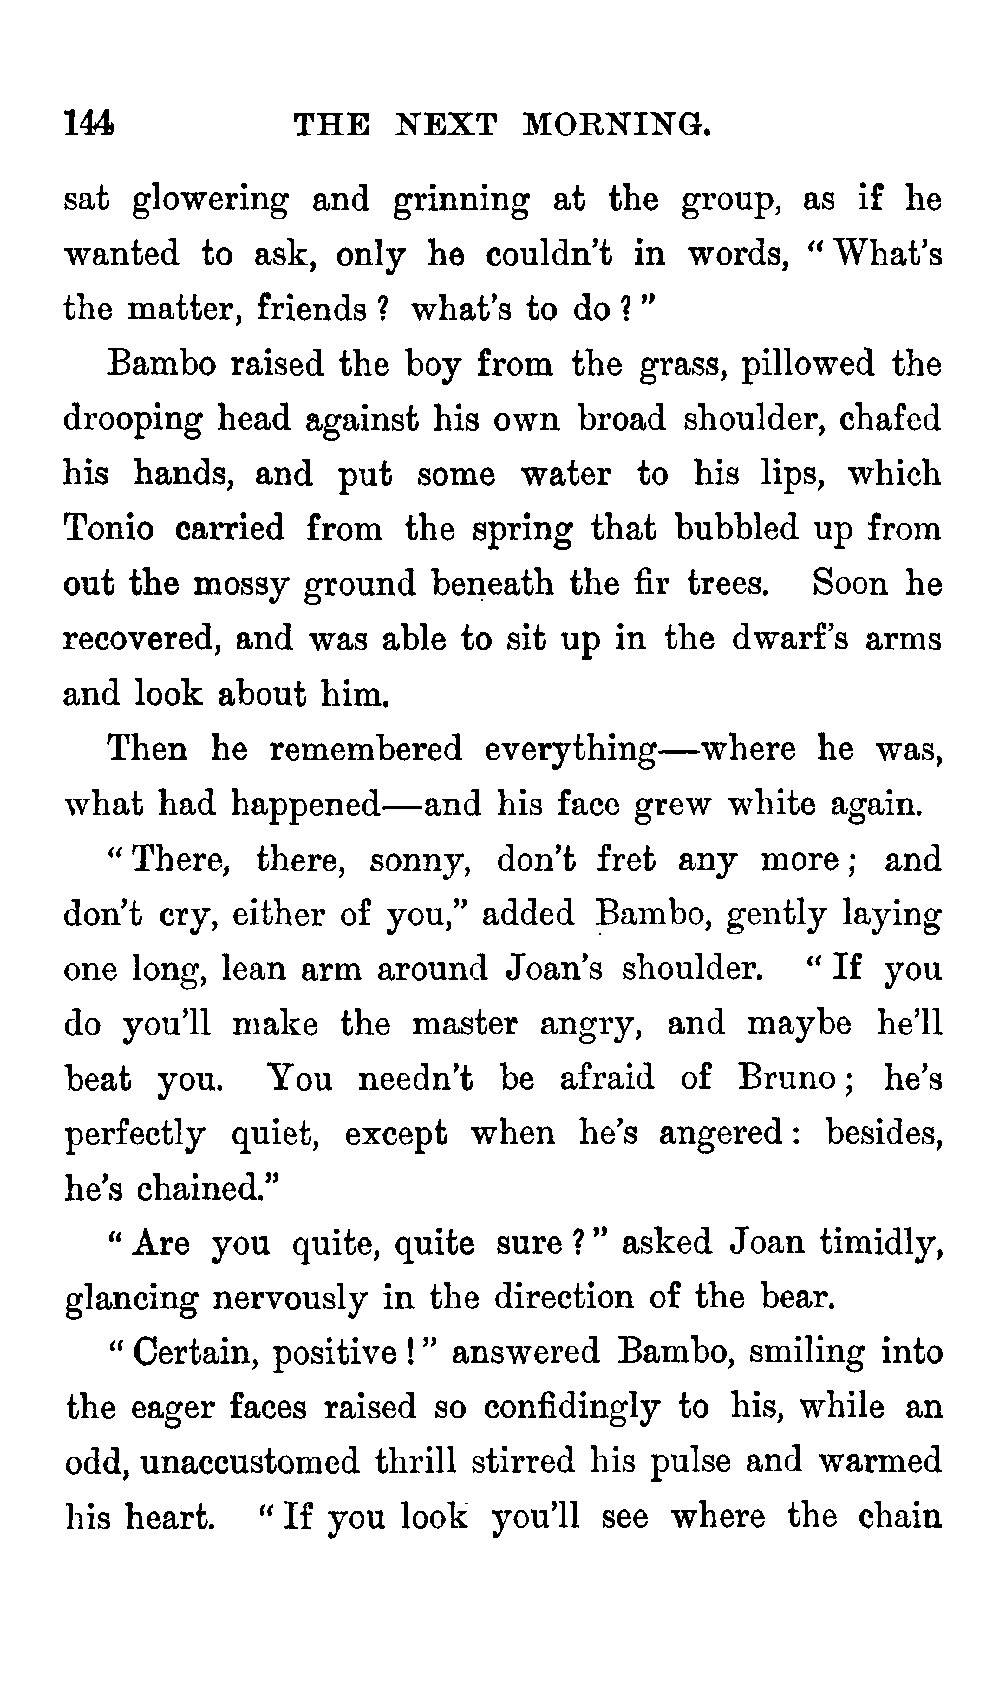 144 THE NEXT MORNING.
sat glowering and grinning at the group, as if he
wanted to ask, only he couldn't in words, "What's
the matter, friends? what's to do?"
Bambo raised the boy from the grass, pillowed the
drooping head against his own broad shoulder, chafed
his hands, and put some water to his lips, which
Tonio carried from the spring that bubbled up from
out the mossy ground beneath the fir trees. Soon he
recovered, and was able to sit up in the dwarf's arms
and look about him.
Then he remembered everything—where he was,
what had happened—and his face grew white again.
"There, there, sonny, don't fret any more; and
don't cry, either of you," added Bambo, gently laying
one long, lean arm around Joan's shoulder. "If you
do you'll make the master angry, and maybe he'll
beat you. You needn't be afraid of Bruno; he's
perfectly quiet, except when he's angered: besides,
he's chained."
"Are you quite, quite sure?" asked Joan timidly,
glancing nervously in the direction of the bear.
"Certain, positive!" answered Bambo, smiling into
the eager faces raised so confidingly to his, while an
odd, unaccustomed thrill stirred his pulse and warmed
his heart. "If you look you'll see where the chain